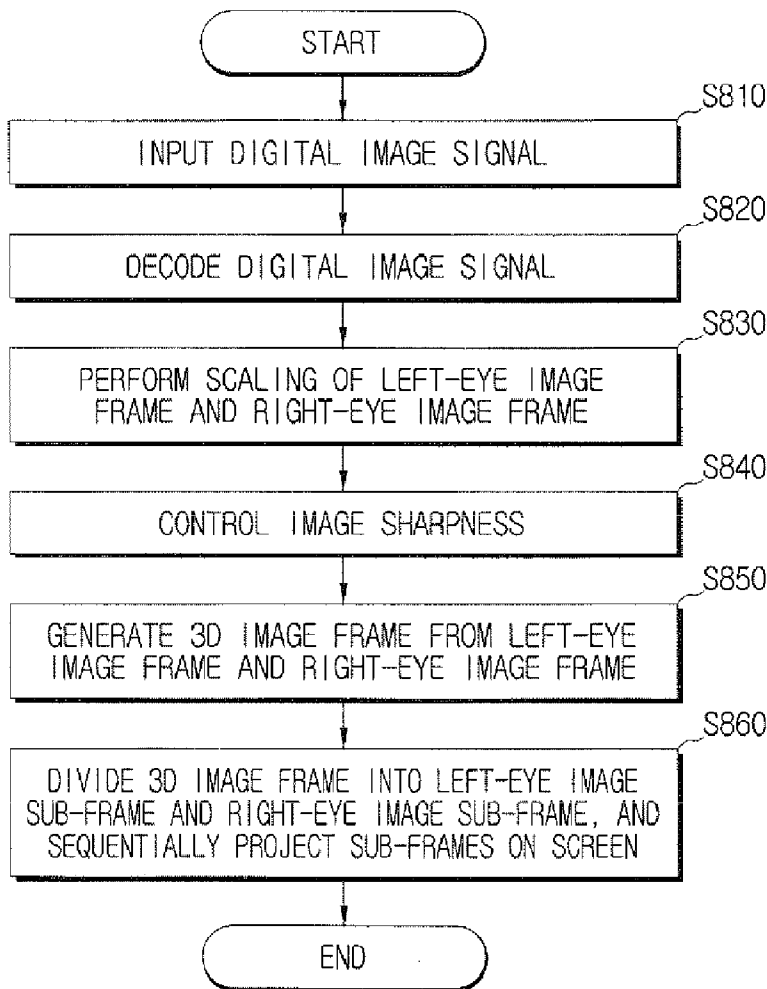 START
S810
INPUT DIGITAL IMAGE SIGNAL
S820
DECODE DIGITAL IMAGE SIGNAL
S830
PERFORM SCALING OF LEFT-EYE IMAGE
FRAME AND RIGHT-EYE IMAGE FRAME
S840
CONTROL IMAGE SHARPNESS
S850
GENERATE 3D IMAGE FRAME FROM LEFT-EYE
IMAGE FRAME AND RIGHT-EYE IMAGE FRAME
S860
DIVIDE 3D IMAGE FRAME INTO LEFT-EYE IMAGE
SUB-FRAME AND RIGHT-EYE IMAGE SUB-FRAME, AND
SEQUENTIALLY PROJECT SUB-FRAMES ON SCREEN
END